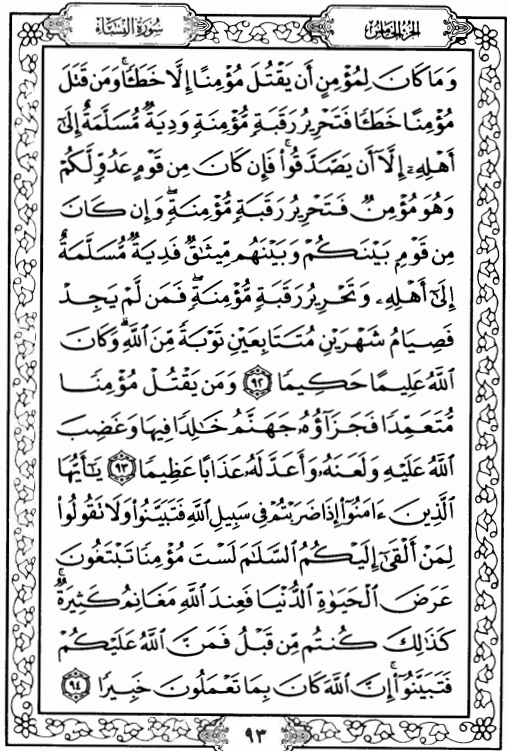 الجزء الخامس
سورة النساء
وَمَا كَانَ لِمُؤْمِنٍ أَن يَقْتُلَ مُؤْمِنًا إِلَّا خَطَـًٔا ۚ وَمَن قَتَلَ
مُؤْمِنًا خَطَـًٔا فَتَحْرِيرُ رَقَبَةٍ مُّؤْمِنَةٍ وَدِيَةٌ مُّسَلَّمَةٌ إِلَىٰٓ
أَهْلِهِۦٓ إِلَّآ أَن يَصَّدَّقُوا۟ ۚ فَإِن كَانَ مِن قَوْمٍ عَدُوٍّ لَّكُمْ
وَهُوَ مُؤْمِنٌ فَتَحْرِيرُ رَقَبَةٍ مُّؤْمِنَةٍ ۖ وَإِن كَانَ
مِن قَوْمٍۭ بَيْنَكُمْ وَبَيْنَهُم مِّيثَـٰقٌ فَدِيَةٌ مُّسَلَّمَةٌ
إِلَىٰٓ أَهْلِهِۦ وَتَحْرِيرُ رَقَبَةٍ مُّؤْمِنَةٍ ۖ فَمَن لَّمْ يَجِدْ
فَصِيَامُ شَهْرَيْنِ مُتَتَابِعَيْنِ تَوْبَةً مِّنَ ٱللَّهِ ۗ وَكَانَ
ٱللَّهُ عَلِيمًا حَكِيمًا ٩٢ وَمَن يَقْتُلْ مُؤْمِنًا
مُّتَعَمِّدًا فَجَزَآؤُهُۥ جَهَنَّمُ خَـٰلِدًا فِيهَا وَغَضِبَ
ٱللَّهُ عَلَيْهِ وَلَعَنَهُۥ وَأَعَدَّ لَهُۥ عَذَابًا عَظِيمًا ٩٣ يَـٰٓأَيُّهَا
ٱلَّذِينَ ءَامَنُوٓا۟ إِذَا ضَرَبْتُمْ فِى سَبِيلِ ٱللَّهِ فَتَبَيَّنُوا۟ وَلَا تَقُولُوا۟
لِمَنْ أَلْقَىٰٓ إِلَيْكُمُ ٱلسَّلَـٰمَ لَسْتَ مُؤْمِنًا تَبْتَغُونَ
عَرَضَ ٱلْحَيَوٰةِ ٱلدُّنْيَا فَعِندَ ٱللَّهِ مَغَانِمُ كَثِيرَةٌ ۚ
كَذَٰلِكَ كُنتُم مِّن قَبْلُ فَمَنَّ ٱللَّهُ عَلَيْكُمْ
فَتَبَيَّنُوٓا۟ ۚ إِنَّ ٱللَّهَ كَانَ بِمَا تَعْمَلُونَ خَبِيرًا ٩٤
٩٣